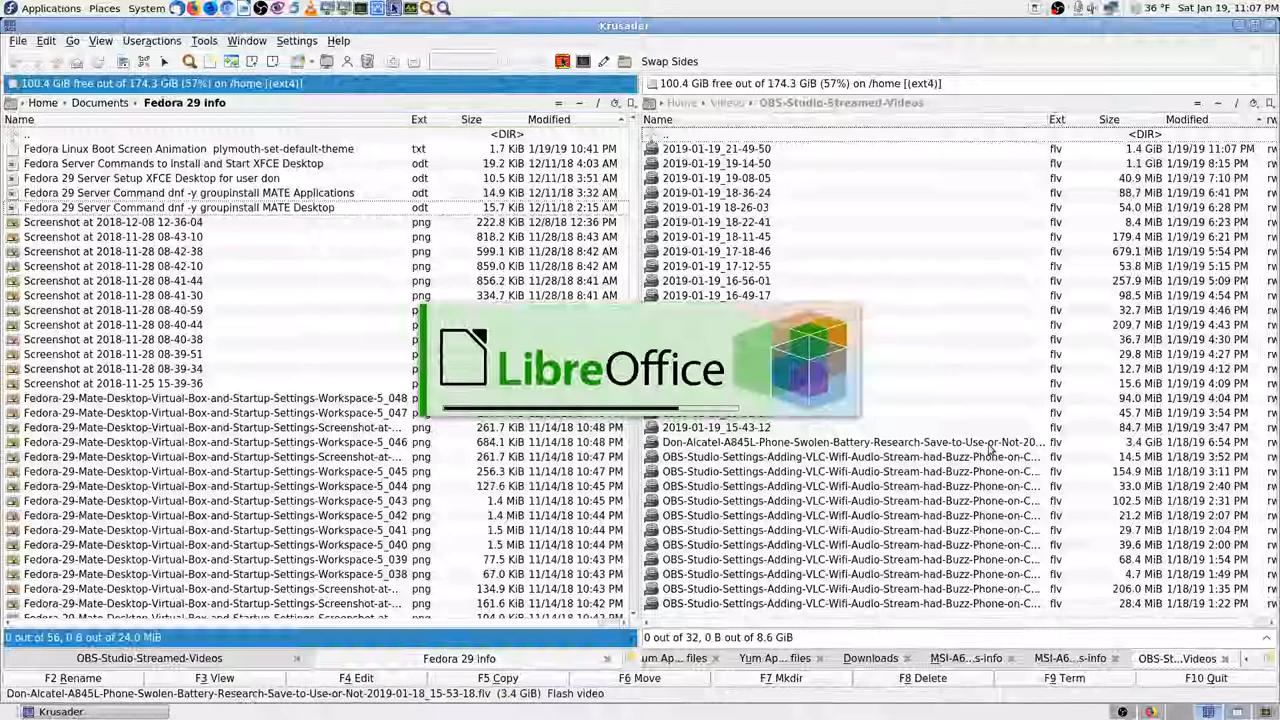 Applications Places System 36 °F Sat Jan 19, 11:07 PM
Krusader
File Edit Go View Useractions Tools Window Settings Help
Swap Sides
100.4 GiB free out of 174.3 GiB (57%) on /home [(ext4)]
100.4 GiB free out of 174.3 GiB (57%) on /home [(ext4)]
Home › Documents › Fedora 29 info
Home › Videos › OBS-Studio-Streamed-Videos
Name Ext Size Modified
.. <DIR>
Fedora Linux Boot Screen Animation plymouth-set-default-theme txt 1.7 KiB 1/19/19 10:41 PM
Fedora Server Commands to Install and Start XFCE Desktop odt 19.2 KiB 12/11/18 4:03 AM
Fedora 29 Server Setup XFCE Desktop for user don odt 10.5 KiB 12/11/18 3:51 AM
Fedora 29 Server Command dnf -y groupinstall MATE Applications odt 14.9 KiB 12/11/18 3:32 AM
Fedora 29 Server Command dnf -y groupinstall MATE Desktop odt 15.7 KiB 12/11/18 2:15 AM
Screenshot at 2018-12-08 12-36-04 png 222.8 KiB 12/8/18 12:36 PM
Screenshot at 2018-11-28 08-43-10 png 818.2 KiB 11/28/18 8:43 AM
Screenshot at 2018-11-28 08-42-38 png 599.1 KiB 11/28/18 8:42 AM
Screenshot at 2018-11-28 08-42-10 png 859.0 KiB 11/28/18 8:42 AM
Screenshot at 2018-11-28 08-41-44 png 856.2 KiB 11/28/18 8:41 AM
Screenshot at 2018-11-28 08-41-30 png 334.7 KiB 11/28/18 8:41 AM
Screenshot at 2018-11-28 08-40-59
Screenshot at 2018-11-28 08-40-44
Screenshot at 2018-11-28 08-40-38
Screenshot at 2018-11-28 08-39-51
Screenshot at 2018-11-28 08-39-34
Screenshot at 2018-11-25 15-39-36
Fedora-29-Mate-Desktop-Virtual-Box-and-Startup-Settings-Workspace-5_048
Fedora-29-Mate-Desktop-Virtual-Box-and-Startup-Settings-Workspace-5_047
Fedora-29-Mate-Desktop-Virtual-Box-and-Startup-Settings-Screenshot-at-... png 261.7 KiB 11/14/18 10:48 PM
Fedora-29-Mate-Desktop-Virtual-Box-and-Startup-Settings-Workspace-5_046 png 684.1 KiB 11/14/18 10:48 PM
Fedora-29-Mate-Desktop-Virtual-Box-and-Startup-Settings-Screenshot-at-... png 261.7 KiB 11/14/18 10:48 PM
Fedora-29-Mate-Desktop-Virtual-Box-and-Startup-Settings-Workspace-5_045 png 256.3 KiB 11/14/18 10:45 PM
Fedora-29-Mate-Desktop-Virtual-Box-and-Startup-Settings-Workspace-5_044 png 127.6 KiB 11/14/18 10:45 PM
Fedora-29-Mate-Desktop-Virtual-Box-and-Startup-Settings-Workspace-5_043 png 1.4 MiB 11/14/18 10:44 PM
Fedora-29-Mate-Desktop-Virtual-Box-and-Startup-Settings-Workspace-5_042 png 1.4 MiB 11/14/18 10:44 PM
Fedora-29-Mate-Desktop-Virtual-Box-and-Startup-Settings-Workspace-5_041 png 1.5 MiB 11/14/18 10:44 PM
Fedora-29-Mate-Desktop-Virtual-Box-and-Startup-Settings-Workspace-5_040 png 1.5 MiB 11/14/18 10:44 PM
Fedora-29-Mate-Desktop-Virtual-Box-and-Startup-Settings-Workspace-5_039 png 77.5 KiB 11/14/18 10:43 PM
Fedora-29-Mate-Desktop-Virtual-Box-and-Startup-Settings-Workspace-5_038 png 67.0 KiB 11/14/18 10:43 PM
Fedora-29-Mate-Desktop-Virtual-Box-and-Startup-Settings-Screenshot-at-... png 134.9 KiB 11/14/18 10:43 PM
Fedora-29-Mate-Desktop-Virtual-Box-and-Startup-Settings-Workspace-5_037 png 161.6 KiB 11/14/18 10:42 PM
LibreOffice
Name Ext Size Modified rw
.. <DIR>
2019-01-19_21-49-50 flv 1.4 GiB 1/19/19 11:07 PM
2019-01-19_19-14-50 flv 1.1 GiB 1/19/19 8:15 PM
2019-01-19_19-08-05 flv 40.9 MiB 1/19/19 7:10 PM
2019-01-19_18-36-24 flv 88.7 MiB 1/19/19 6:41 PM
2019-01-19 18-26-03 flv 54.0 MiB 1/19/19 6:28 PM
2019-01-19_18-22-41 flv 8.4 MiB 1/19/19 6:23 PM
2019-01-19_18-11-45 flv 179.4 MiB 1/19/19 6:21 PM
2019-01-19_17-18-46 flv 679.1 MiB 1/19/19 5:54 PM
2019-01-19_17-12-55 flv 53.8 MiB 1/19/19 5:15 PM
2019-01-19_16-56-01 flv 257.9 MiB 1/19/19 5:09 PM
2019-01-19_16-49-17 flv 98.5 MiB 1/19/19 4:54 PM
flv 32.7 MiB 1/19/19 4:46 PM
flv 209.7 MiB 1/19/19 4:43 PM
flv 36.7 MiB 1/19/19 4:30 PM
flv 29.8 MiB 1/19/19 4:27 PM
flv 12.7 MiB 1/19/19 4:12 PM
flv 15.6 MiB 1/19/19 4:09 PM
flv 94.0 MiB 1/19/19 4:04 PM
flv 45.7 MiB 1/19/19 3:54 PM
2019-01-19_15-43-12 flv 84.7 MiB 1/19/19 3:47 PM
Don-Alcatel-A845L-Phone-Swolen-Battery-Research-Save-to-Use-or-Not-20... flv 3.4 GiB 1/18/19 6:54 PM
OBS-Studio-Settings-Adding-VLC-Wifi-Audio-Stream-had-Buzz-Phone-on-C... flv 14.5 MiB 1/18/19 3:52 PM
OBS-Studio-Settings-Adding-VLC-Wifi-Audio-Stream-had-Buzz-Phone-on-C... flv 154.9 MiB 1/18/19 3:11 PM
OBS-Studio-Settings-Adding-VLC-Wifi-Audio-Stream-had-Buzz-Phone-on-C... flv 33.0 MiB 1/18/19 2:40 PM
OBS-Studio-Settings-Adding-VLC-Wifi-Audio-Stream-had-Buzz-Phone-on-C... flv 102.5 MiB 1/18/19 2:31 PM
OBS-Studio-Settings-Adding-VLC-Wifi-Audio-Stream-had-Buzz-Phone-on-C... flv 21.2 MiB 1/18/19 2:07 PM
OBS-Studio-Settings-Adding-VLC-Wifi-Audio-Stream-had-Buzz-Phone-on-C... flv 29.7 MiB 1/18/19 2:04 PM
OBS-Studio-Settings-Adding-VLC-Wifi-Audio-Stream-had-Buzz-Phone-on-C... flv 39.6 MiB 1/18/19 2:00 PM
OBS-Studio-Settings-Adding-VLC-Wifi-Audio-Stream-had-Buzz-Phone-on-C... flv 68.4 MiB 1/18/19 1:54 PM
OBS-Studio-Settings-Adding-VLC-Wifi-Audio-Stream-had-Buzz-Phone-on-C... flv 4.7 MiB 1/18/19 1:49 PM
OBS-Studio-Settings-Adding-VLC-Wifi-Audio-Stream-had-Buzz-Phone-on-C... flv 206.0 MiB 1/18/19 1:35 PM
OBS-Studio-Settings-Adding-VLC-Wifi-Audio-Stream-had-Buzz-Phone-on-C... flv 28.4 MiB 1/18/19 1:22 PM
0 out of 56, 0 B out of 24.0 MiB
0 out of 32, 0 B out of 8.6 GiB
OBS-Studio-Streamed-Videos Fedora 29 info
um Ap... files Yum Ap...files Downloads MSI-A6...s-info MSI-A6...s-info OBS-St...Videos
F2 Rename F3 View F4 Edit F5 Copy F6 Move F7 Mkdir F8 Delete F9 Term F10 Quit
Don-Alcatel-A845L-Phone-Swolen-Battery-Research-Save-to-Use-or-Not-2019-01-18_15-53-18.flv (3.4 GiB) Flash video
Krusader